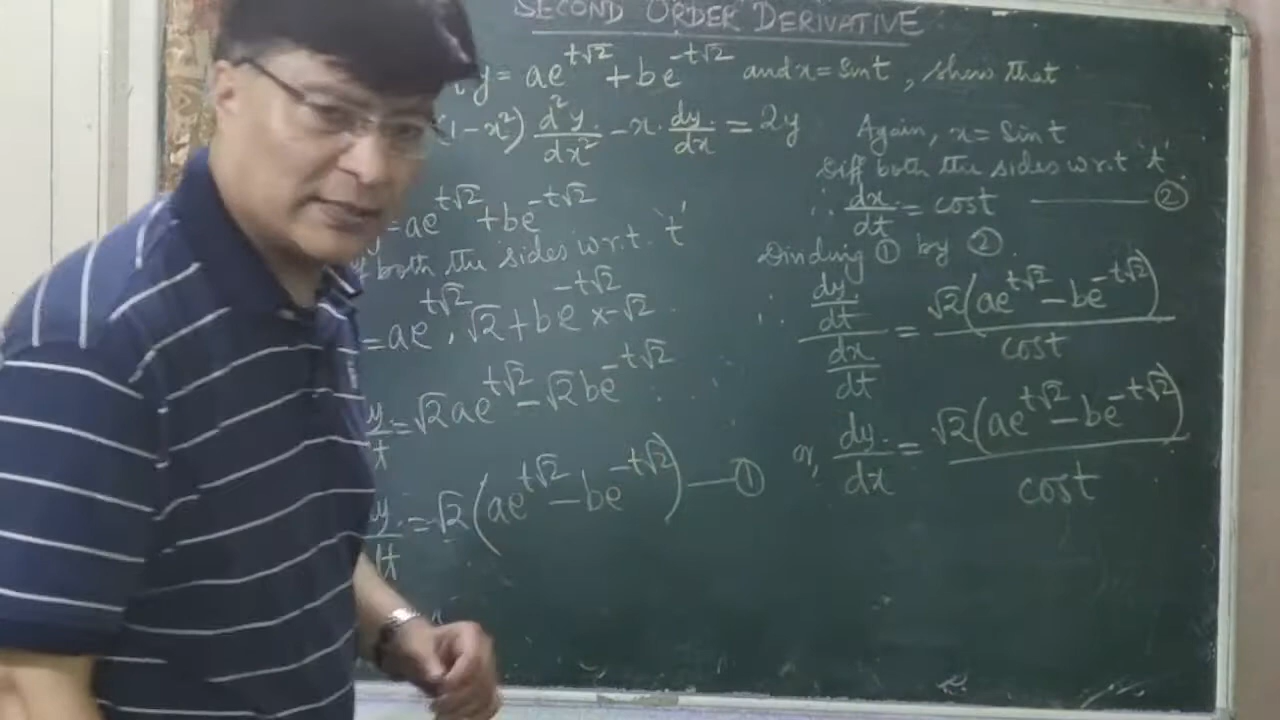 SECOND ORDER DERIVATIVE
y = ae^{t√2} + be^{-t√2} and x = Sint, show that
(1-x²) d²y/dx² - x. dy/dx = 2y
y = ae^{t√2} + be^{-t√2}
both the sides w.r.t. 't'
= ae^{t√2}. √2 + be^{-t√2} x -√2
= √2ae^{t√2} - √2be^{-t√2}
= √2(ae^{t√2} - be^{-t√2}) — ①
Again, x = Sint
Diff both the sides w.r.t 't'.
∴ dx/dt = cost — ②
Dividing ① by ②.
∴ (dy/dt)/(dx/dt) = √2(ae^{t√2} - be^{-t√2})/cost
or, dy/dx = √2(ae^{t√2} - be^{-t√2})/cost